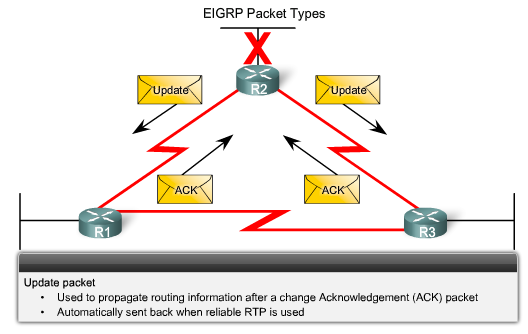 EIGRP Packet Types
R2
Update
Update
ACK
ACK
R1
R3
Update packet
• Used to propagate routing information after a change Acknowledgement (ACK) packet
• Automatically sent back when reliable RTP is used